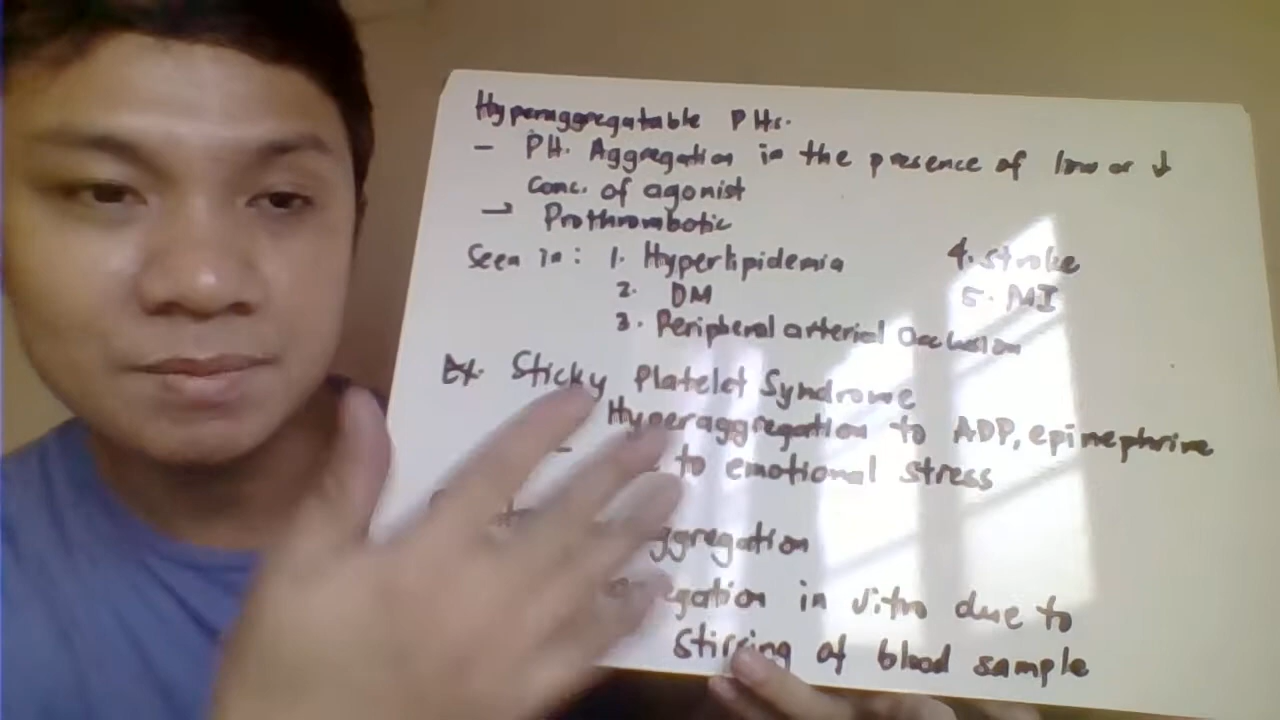 Hyperaggregatable Plts.
- Plt. Aggregation in the presence of low or ↓
conc. of agonist
→ Prothrombotic
Seen in: 1. Hyperlipidemia 4. Stroke
2. DM 5. MI
3. Peripheral arterial Occlusion
Ex. Sticky Platelet Syndrome
Hyperaggregation to ADP, epinephrine
- to emotional stress
ggregation
gregation in vitro due to
stirring of blood sample